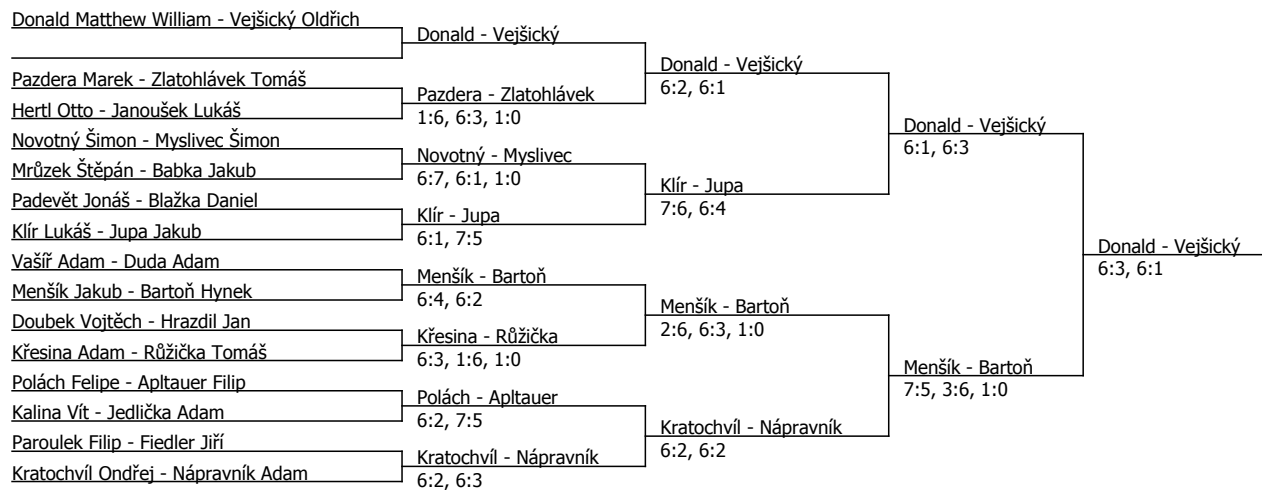 Donald Matthew William - Vejšický Oldřich
Pazdera Marek - Zlatohlávek Tomáš
Hertl Otto - Janoušek Lukáš
Novotný Šimon - Myslivec Šimon
Mrůzek Štěpán - Babka Jakub
Padevět Jonáš - Blažka Daniel
Klír Lukáš - Jupa Jakub
Vašíř Adam - Duda Adam
Menšík Jakub - Bartoň Hynek
Doubek Vojtěch - Hrazdil Jan
Křesina Adam - Růžička Tomáš
Polách Felipe - Apltauer Filip
Kalina Vít - Jedlička Adam
Paroulek Filip - Fiedler Jiří
Kratochvíl Ondřej - Nápravník Adam
Donald - Vejšický
Pazdera - Zlatohlávek
1:6, 6:3, 1:0
Novotný - Myslivec
6:7, 6:1, 1:0
Klír - Jupa
6:1, 7:5
Menšík - Bartoň
6:4, 6:2
Křesina - Růžička
6:3, 1:6, 1:0
Polách - Apltauer
6:2, 7:5
Kratochvíl - Nápravník
6:2, 6:3
Donald - Vejšický
6:2, 6:1
Klír - Jupa
7:6, 6:4
Menšík - Bartoň
2:6, 6:3, 1:0
Kratochvíl - Nápravník
6:2, 6:2
Donald - Vejšický
6:1, 6:3
Menšík - Bartoň
7:5, 3:6, 1:0
Donald - Vejšický
6:3, 6:1